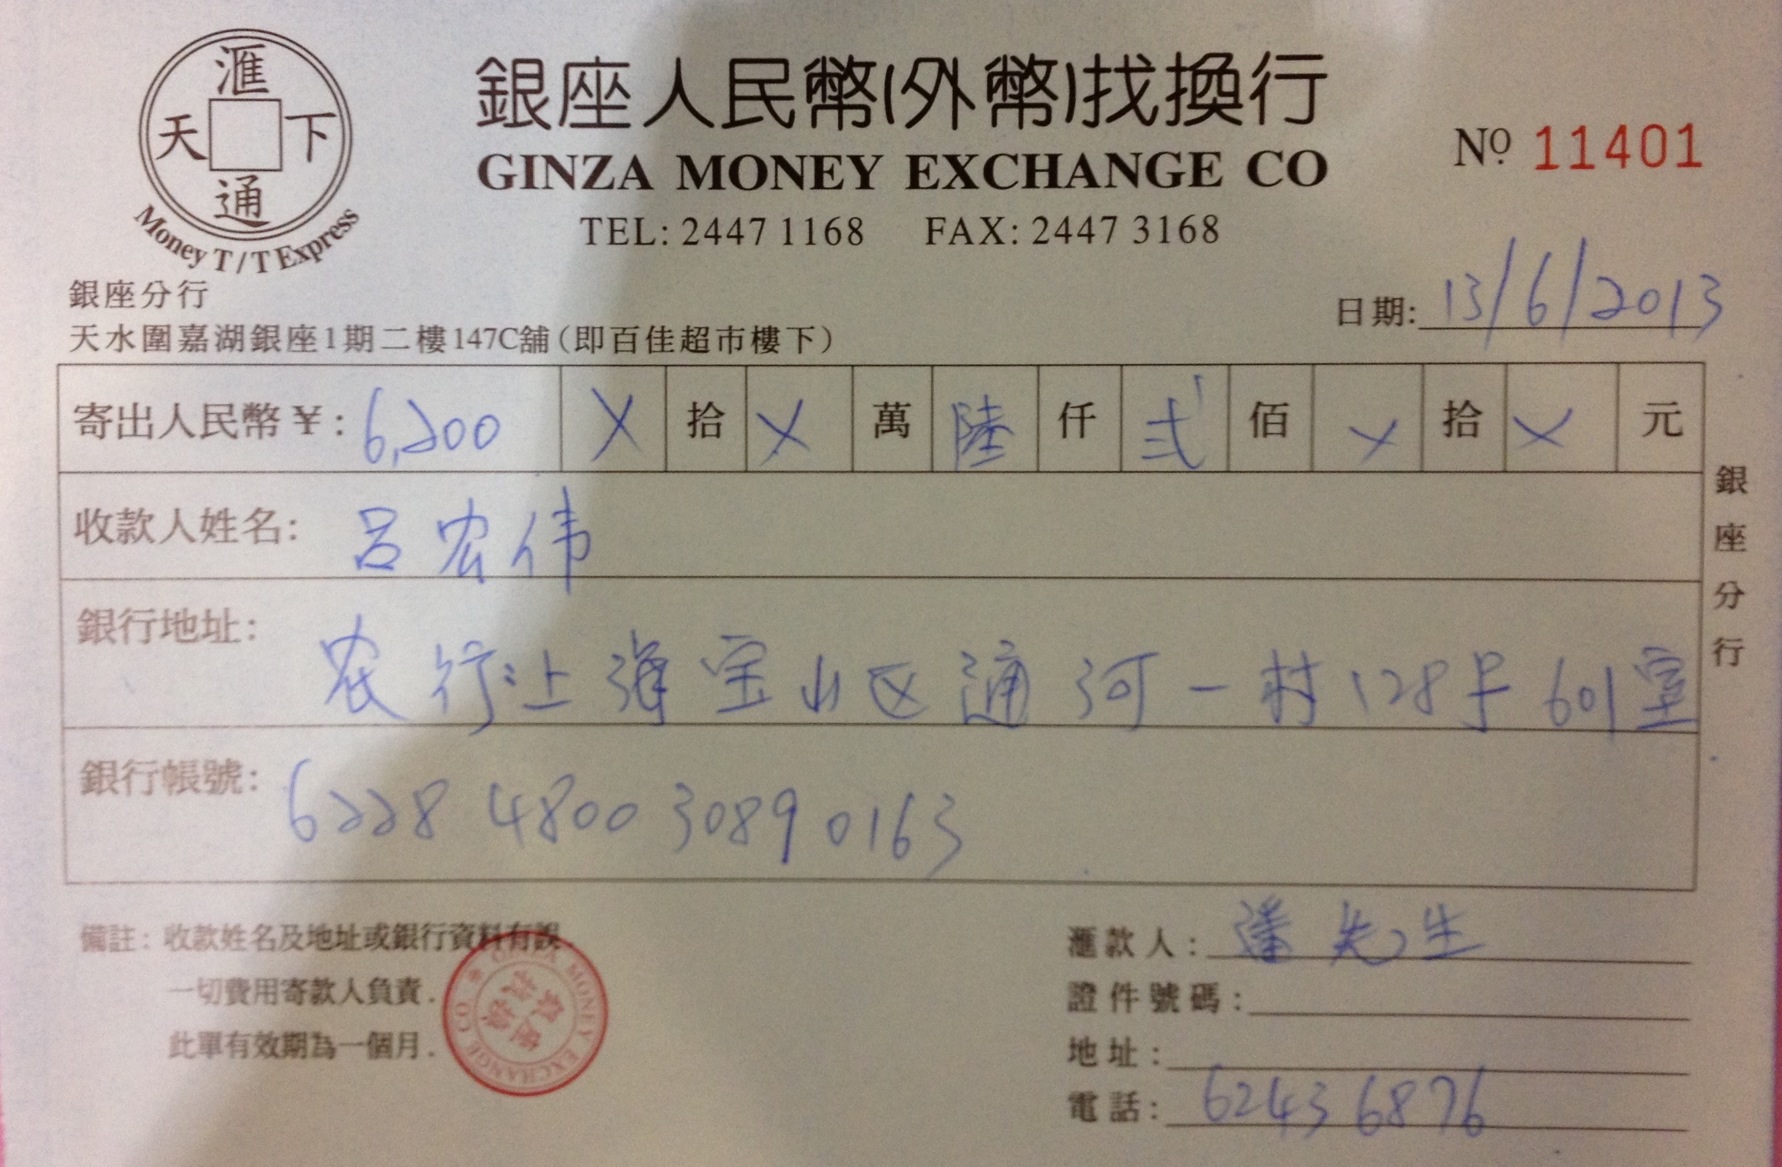 滙
天 下
通
Money T/T Express
銀座人民幣(外幣)找換行
GINZA MONEY EXCHANGE CO
TEL: 2447 1168 FAX: 2447 3168
Nº 11401
銀座分行
天水圍嘉湖銀座1期二樓147C舖(即百佳超市樓下)
日期: 13/6/2013
寄出人民幣¥: 6,200 X 拾 X 萬 陸 仟 弍 佰 X 拾 X 元
收款人姓名: 吕宏伟
銀行地址: 农行上海宝山区通河一村128号601室
銀行帳號: 6228 4800 3089 0163
銀座分行
備註: 收款姓名及地址或銀行資料有誤
一切費用寄款人負責.
此單有效期為一個月.
GINZA MONEY EXCHANGE CO
銀座找換
滙款人: 潘先生
證件號碼:
地址:
電話: 6243 6876